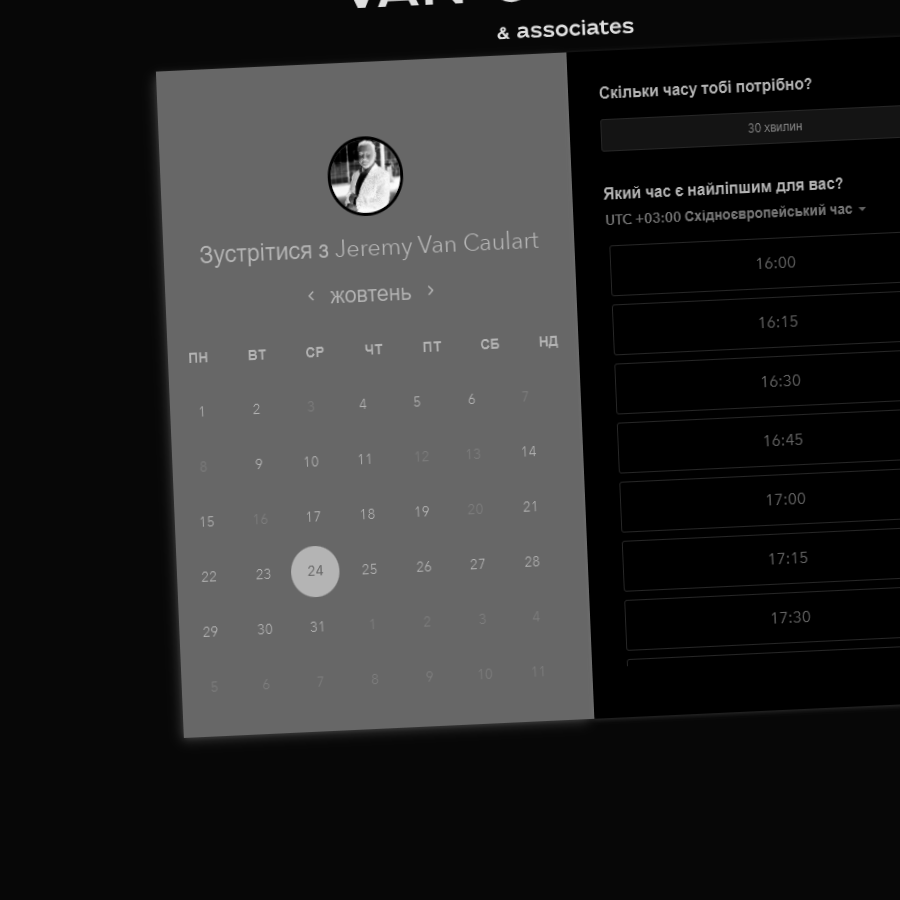 & associates
Зустрітися з Jeremy Van Caulart
жовтень
ПН ВТ СР ЧТ ПТ СБ НД
1 2 3 4 5 6 7
8 9 10 11 12 13 14
15 16 17 18 19 20 21
22 23 24 25 26 27 28
29 30 31 1 2 3 4
5 6 7 8 9 10 11
Скільки часу тобі потрібно?
30 хвилин
Який час є найліпшим для вас?
UTC +03:00 Східноєвропейський час
16:00
16:15
16:30
16:45
17:00
17:15
17:30